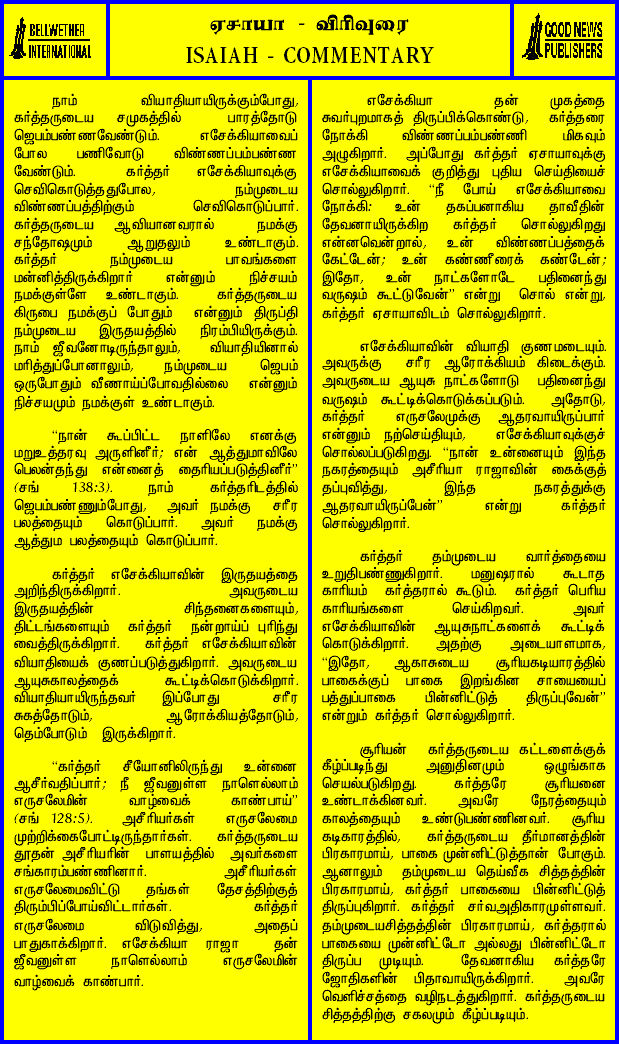 BELLWETHER
INTERNATIONAL
ஏசாயா - விரிவுரை
ISAIAH - COMMENTARY
GOOD NEWS
PUBLISHERS
நாம் வியாதியாயிருக்கும்போது,
கர்த்தருடைய சமுகத்தில் பாரத்தோடு
ஜெபம்பண்ணவேண்டும். எசேக்கியாவைப்
போல பணிவோடு விண்ணப்பம்பண்ண
வேண்டும். கர்த்தர் எசேக்கியாவுக்கு
செவிகொடுத்ததுபோல, நம்முடைய
விண்ணப்பத்திற்கும் செவிகொடுப்பார்.
கர்த்தருடைய ஆவியானவரால் நமக்கு
சந்தோஷமும் ஆறுதலும் உண்டாகும்.
கர்த்தர் நம்முடைய பாவங்களை
மன்னித்திருக்கிறார் என்னும் நிச்சயம்
நமக்குள்ளே உண்டாகும். கர்த்தருடைய
கிருபை நமக்குப் போதும் என்னும் திருப்தி
நம்முடைய இருதயத்தில் நிரம்பியிருக்கும்.
நாம் ஜீவனோடிருந்தாலும், வியாதியினால்
மரித்துப்போனாலும், நம்முடைய ஜெபம்
ஒருபோதும் வீணாய்ப்போவதில்லை என்னும்
நிச்சயமும் நமக்குள் உண்டாகும்.
“நான் கூப்பிட்ட நாளிலே எனக்கு
மறுஉத்தரவு அருளினீர்; என் ஆத்துமாவிலே
பெலன்தந்து என்னைத் தைரியப்படுத்தினீர்”
(சங் 138:3). நாம் கர்த்தரிடத்தில்
ஜெபம்பண்ணும்போது, அவர் நமக்கு சரீர
பலத்தையும் கொடுப்பார். அவர் நமக்கு
ஆத்தும பலத்தையும் கொடுப்பார்.
கர்த்தர் எசேக்கியாவின் இருதயத்தை
அறிந்திருக்கிறார். அவருடைய
இருதயத்தின் சிந்தனைகளையும்,
திட்டங்களையும் கர்த்தர் நன்றாய்ப் புரிந்து
வைத்திருக்கிறார். கர்த்தர் எசேக்கியாவின்
வியாதியைக் குணப்படுத்துகிறார். அவருடைய
ஆயுசுகாலத்தைக் கூட்டிக்கொடுக்கிறார்.
வியாதியாயிருந்தவர் இப்போது சரீர
சுகத்தோடும், ஆரோக்கியத்தோடும்,
தெம்போடும் இருக்கிறார்.
“கர்த்தர் சீயோனிலிருந்து உன்னை
ஆசீர்வதிப்பார்; நீ ஜீவனுள்ள நாளெல்லாம்
எருசலேமின் வாழ்வைக் காண்பாய்”
(சங் 128:5). அசீரியர்கள் எருசலேமை
முற்றிக்கைபோட்டிருந்தார்கள். கர்த்தருடைய
தூதன் அசீரியரின் பாளயத்தில் அவர்களை
சங்காரம்பண்ணினார். அசீரியர்கள்
எருசலேமைவிட்டு தங்கள் தேசத்திற்குத்
திரும்பிப்போய்விட்டார்கள். கர்த்தர்
எருசலேமை விடுவித்து, அதைப்
பாதுகாக்கிறார். எசேக்கியா ராஜா தன்
ஜீவனுள்ள நாளெல்லாம் எருசலேமின்
வாழ்வைக் காண்பார்.
எசேக்கியா தன் முகத்தை
சுவர்புறமாகத் திருப்பிக்கொண்டு, கர்த்தரை
நோக்கி விண்ணப்பம்பண்ணி மிகவும்
அழுகிறார். அப்போது கர்த்தர் ஏசாயாவுக்கு
எசேக்கியாவைக் குறித்து புதிய செய்தியைச்
சொல்லுகிறார். “நீ போய் எசேக்கியாவை
நோக்கி: உன் தகப்பனாகிய தாவீதின்
தேவனாயிருக்கிற கர்த்தர் சொல்லுகிறது
என்னவென்றால், உன் விண்ணப்பத்தைக்
கேட்டேன்; உன் கண்ணீரைக் கண்டேன்;
இதோ, உன் நாட்களோடே பதினைந்து
வருஷம் கூட்டுவேன்” என்று சொல் என்று,
கர்த்தர் ஏசாயாவிடம் சொல்லுகிறார்.
எசேக்கியாவின் வியாதி குணமடையும்.
அவருக்கு சரீர ஆரோக்கியம் கிடைக்கும்.
அவருடைய ஆயுசு நாட்களோடு பதினைந்து
வருஷம் கூட்டிக்கொடுக்கப்படும். அதோடு,
கர்த்தர் எருசலேமுக்கு ஆதரவாயிருப்பார்
என்னும் நற்செய்தியும், எசேக்கியாவுக்குச்
சொல்லப்படுகிறது. “நான் உன்னையும் இந்த
நகரத்தையும் அசீரியா ராஜாவின் கைக்குத்
தப்புவித்து, இந்த நகரத்துக்கு
ஆதரவாயிருப்பேன்” என்று கர்த்தர்
சொல்லுகிறார்.
கர்த்தர் தம்முடைய வார்த்தையை
உறுதிபண்ணுகிறார். மனுஷரால் கூடாத
காரியம் கர்த்தரால் கூடும். கர்த்தர் பெரிய
காரியங்களை செய்கிறவர். அவர்
எசேக்கியாவின் ஆயுசுநாட்களைக் கூட்டிக்
கொடுக்கிறார். அதற்கு அடையாளமாக,
“இதோ, ஆகாசுடைய சூரியகடியாரத்தில்
பாகைக்குப் பாகை இறங்கின சாயையைப்
பத்துப்பாகை பின்னிட்டுத் திருப்புவேன்”
என்றும் கர்த்தர் சொல்லுகிறார்.
சூரியன் கர்த்தருடைய கட்டளைக்குக்
கீழ்ப்படிந்து அனுதினமும் ஒழுங்காக
செயல்படுகிறது. கர்த்தரே சூரியனை
உண்டாக்கினவர். அவரே நேரத்தையும்
காலத்தையும் உண்டுபண்ணினவர். சூரிய
கடிகாரத்தில், கர்த்தருடைய தீர்மானத்தின்
பிரகாரமாய், பாகை முன்னிட்டுத்தான் போகும்.
ஆனாலும் தம்முடைய தெய்வீக சித்தத்தின்
பிரகாரமாய், கர்த்தர் பாகையை பின்னிட்டுத்
திருப்புகிறார். கர்த்தர் சர்வஅதிகாரமுள்ளவர்.
தம்முடையசித்தத்தின் பிரகாரமாய், கர்த்தரால்
பாகையை முன்னிட்டோ அல்லது பின்னிட்டோ
திருப்ப முடியும். தேவனாகிய கர்த்தரே
ஜோதிகளின் பிதாவாயிருக்கிறார். அவரே
வெளிச்சத்தை வழிநடத்துகிறார். கர்த்தருடைய
சித்தத்திற்கு சகலமும் கீழ்ப்படியும்.